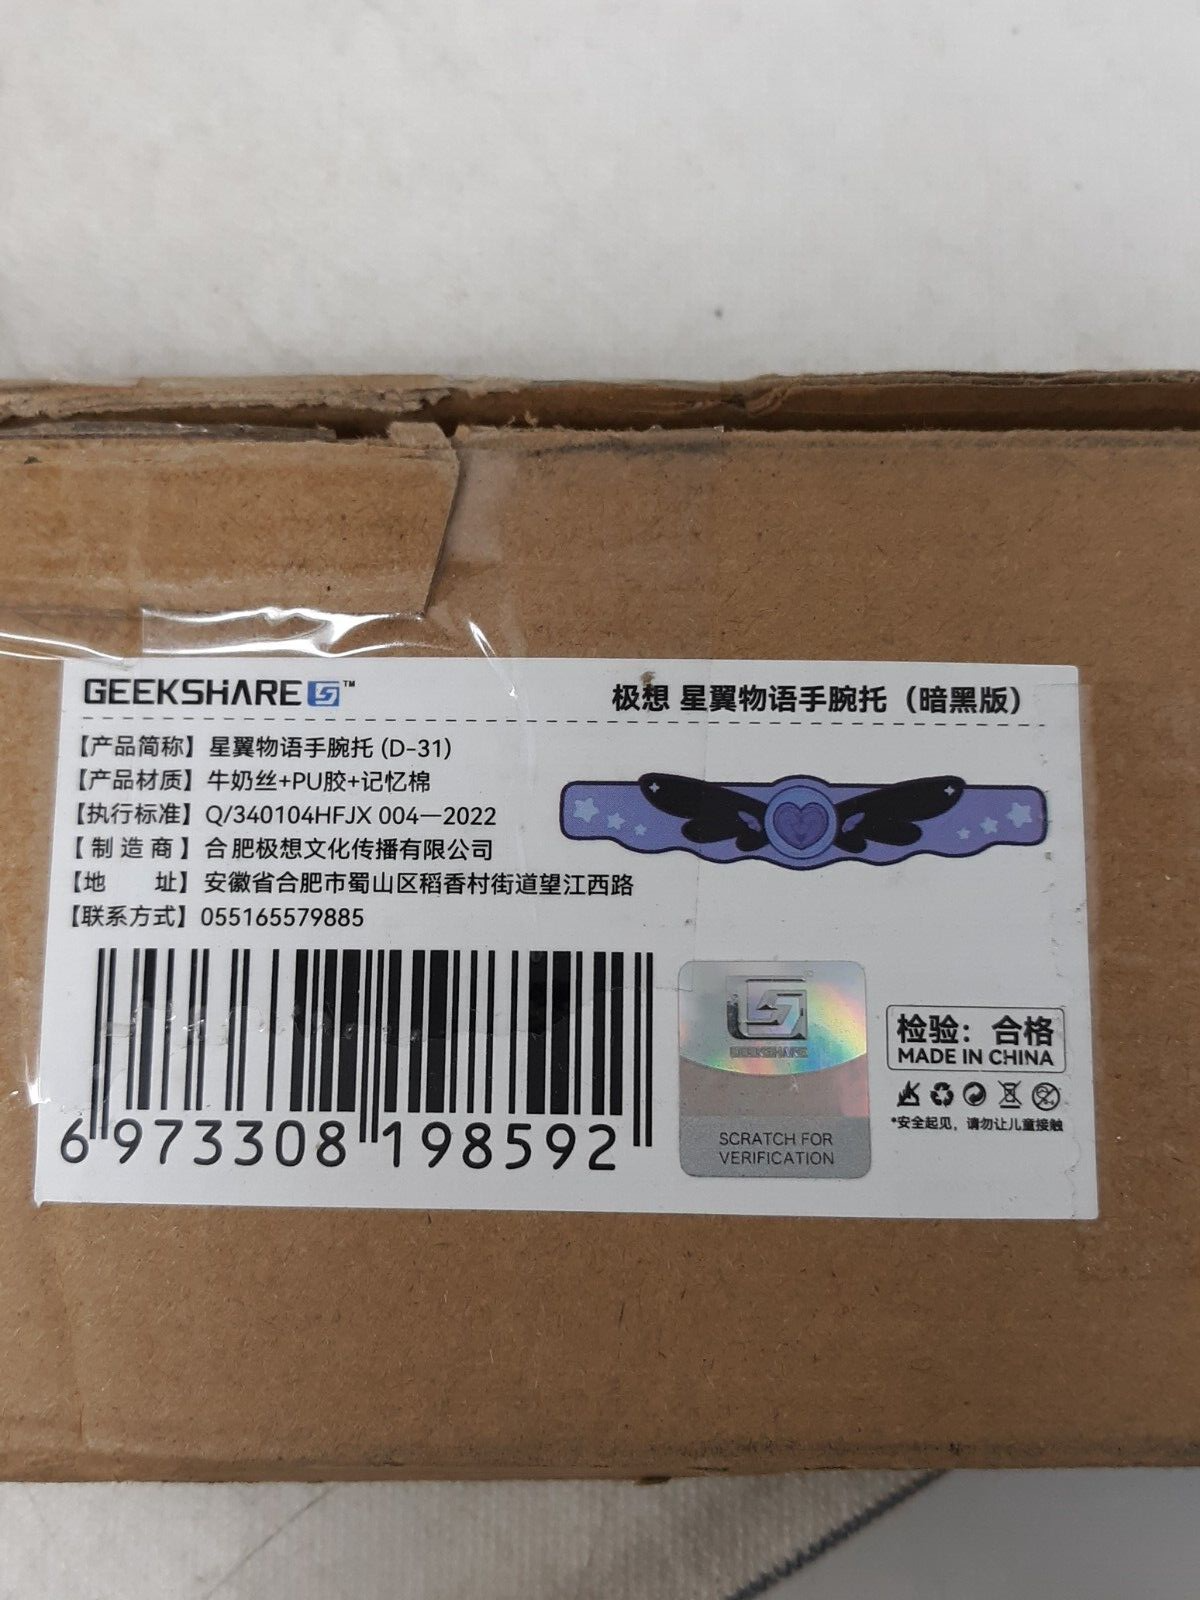 GEEKSHARE™
极想 星翼物语手腕托（暗黑版）
【产品简称】星翼物语手腕托 (D-31)
【产品材质】牛奶丝+PU胶+记忆棉
【执行标准】Q/340104HFJX 004—2022
【制造商】合肥极想文化传播有限公司
【地 址】安徽省合肥市蜀山区稻香村街道望江西路
【联系方式】055165579885
6 973308 198592
GEEKSHARE
SCRATCH FOR
VERIFICATION
检验：合格
MADE IN CHINA
*安全起见，请勿让儿童接触